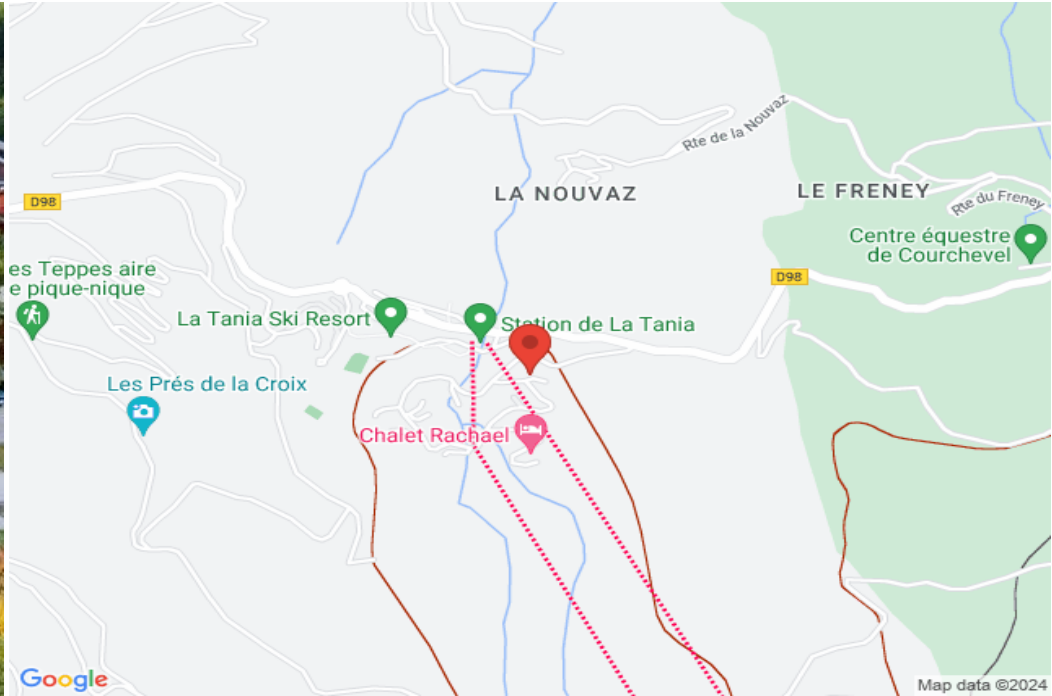 Rte de la Nouvaz
LA NOUVAZ
LE FRENEY
D98
Rte du Freney
Centre équestre
de Courchevel
es Teppes aire
e pique-nique
D98
La Tania Ski Resort
Station de La Tania
Les Prés de la Croix
Chalet Rachael
Google
Map data ©2024